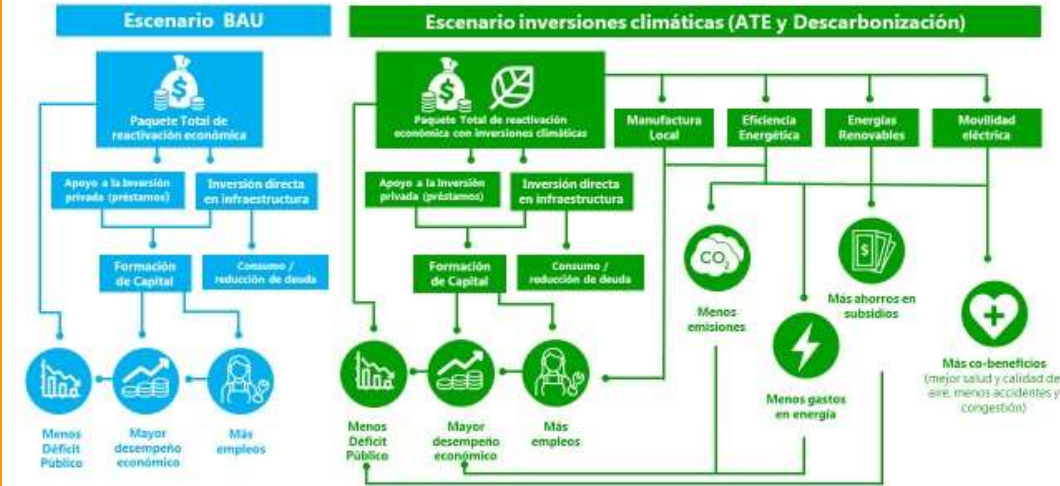 Escenario BAU
Escenario inversiones climáticas (ATE y Descarbonización)
$
Paquete Total de
reactivación económica
Apoyo a la Inversión
privada (préstamos)
Inversión directa
en infraestructura
Formación
de Capital
Consumo /
reducción de deuda
Menos
Déficit
Público
Mayor
desempeño
económico
Más
empleos
$
Paquete Total de reactivación
económica con inversiones climáticas
Manufactura
Local
Eficiencia
Energética
Energías
Renovables
Movilidad
eléctrica
Apoyo a la Inversión
privada (préstamos)
Inversión directa
en infraestructura
Formación
de Capital
Consumo /
reducción de deuda
CO2
Menos
emisiones
$
Más ahorros en
subsidios
Menos gastos
en energía
Más co-beneficios
(mejor salud y calidad de
aire, menos accidentes y
congestión)
Menos
Déficit
Público
Mayor
desempeño
económico
Más
empleos